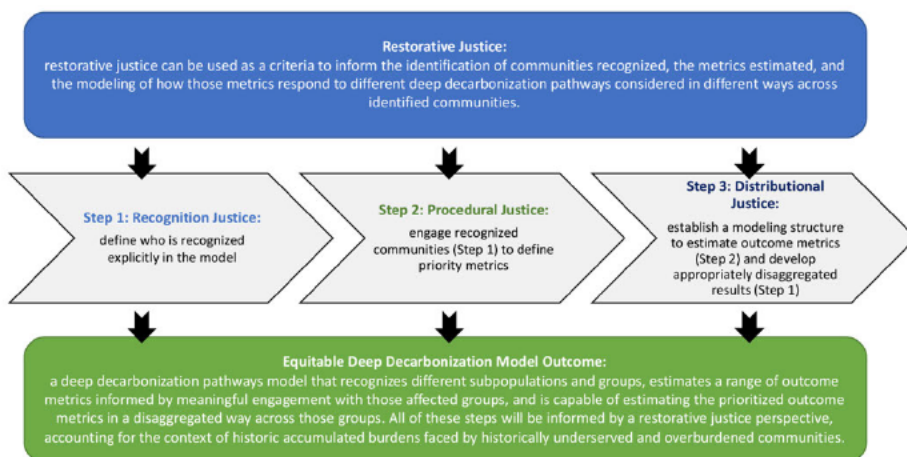 Restorative Justice:
restorative justice can be used as a criteria to inform the identification of communities recognized, the metrics estimated, and
the modeling of how those metrics respond to different deep decarbonization pathways considered in different ways across
identified communities.
Step 1: Recognition Justice:
define who is recognized
explicitly in the model
Step 2: Procedural Justice:
engage recognized
communities (Step 1) to define
priority metrics
Step 3: Distributional
Justice:
establish a modeling structure
to estimate outcome metrics
(Step 2) and develop
appropriately disaggregated
results (Step 1)
Equitable Deep Decarbonization Model Outcome:
a deep decarbonization pathways model that recognizes different subpopulations and groups, estimates a range of outcome
metrics informed by meaningful engagement with those affected groups, and is capable of estimating the prioritized outcome
metrics in a disaggregated way across those groups. All of these steps will be informed by a restorative justice perspective,
accounting for the context of historic accumulated burdens faced by historically underserved and overburdened communities.